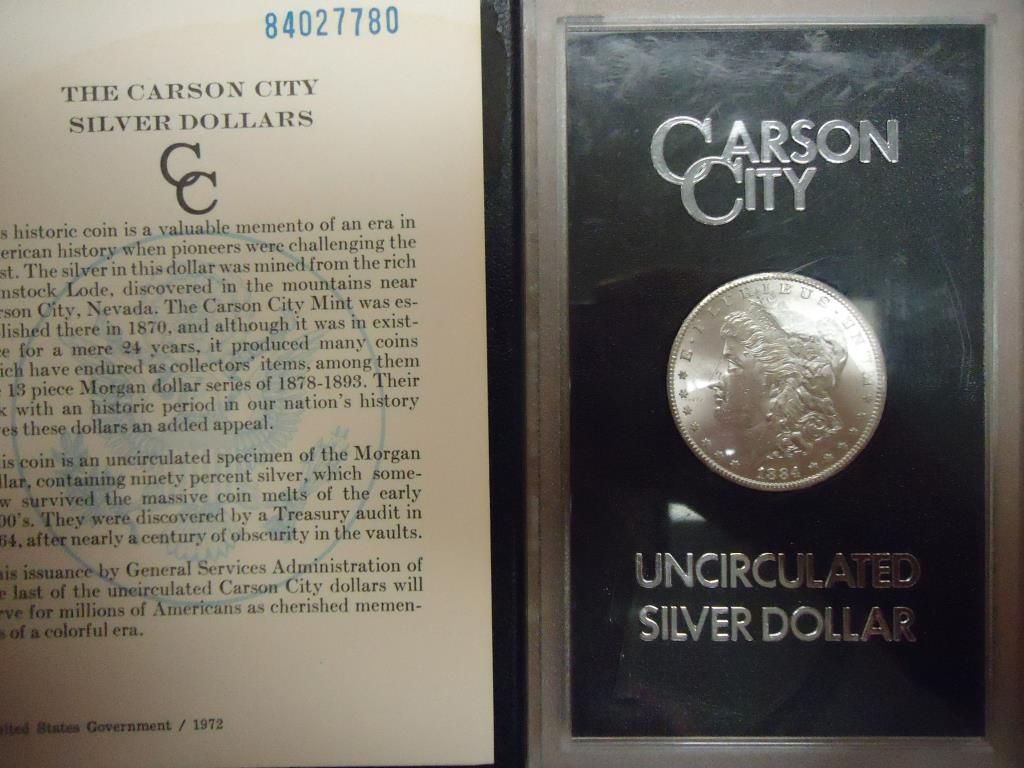 84027780
THE CARSON CITY
SILVER DOLLARS
CC
s historic coin is a valuable memento of an era in
erican history when pioneers were challenging the
st. The silver in this dollar was mined from the rich
mstock Lode, discovered in the mountains near
rson City, Nevada. The Carson City Mint was es-
blished there in 1870, and although it was in exist-
ce for a mere 24 years, it produced many coins
ich have endured as collectors' items, among them
e 13 piece Morgan dollar series of 1878-1893. Their
k with an historic period in our nation's history
ves these dollars an added appeal.
is coin is an uncirculated specimen of the Morgan
llar, containing ninety percent silver, which some-
w survived the massive coin melts of the early
00's. They were discovered by a Treasury audit in
64, after nearly a century of obscurity in the vaults.
is issuance by General Services Administration of
e last of the uncirculated Carson City dollars will
rve for millions of Americans as cherished memen-
s of a colorful era.
nited States Government / 1972
CARSON
CITY
E · PLURIBUS · UNUM
1884
UNCIRCULATED
SILVER DOLLAR